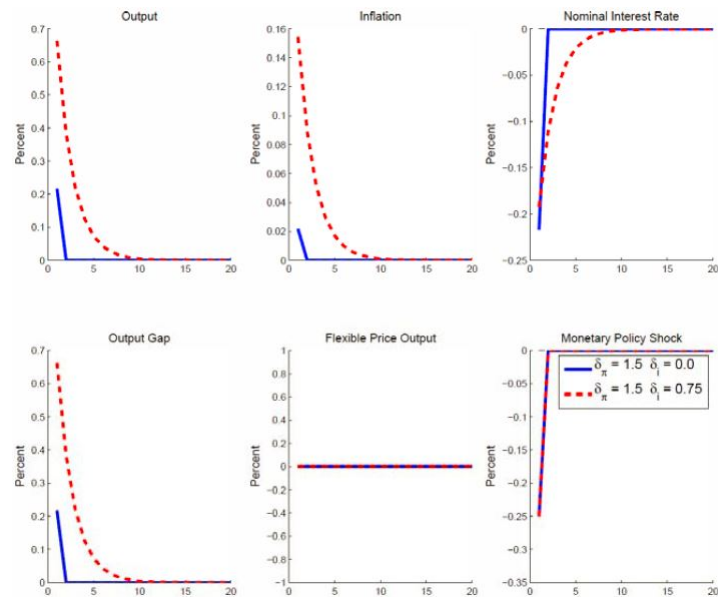 Output
Percent
0.7
0.6
0.5
0.4
0.3
0.2
0.1
0
0 5 10 15 20
Inflation
Percent
0.16
0.14
0.12
0.1
0.08
0.06
0.04
0.02
0
0 5 10 15 20
Nominal Interest Rate
Percent
0
-0.05
-0.1
-0.15
-0.2
-0.25
0 5 10 15 20
Output Gap
Percent
0.7
0.6
0.5
0.4
0.3
0.2
0.1
0
0 5 10 15 20
Flexible Price Output
Percent
1
0.8
0.6
0.4
0.2
0
-0.2
-0.4
-0.6
-0.8
-1
0 5 10 15 20
Monetary Policy Shock
Percent
0
-0.05
-0.1
-0.15
-0.2
-0.25
-0.3
-0.35
0 5 10 15 20
δπ = 1.5 δi = 0.0
δπ = 1.5 δi = 0.75